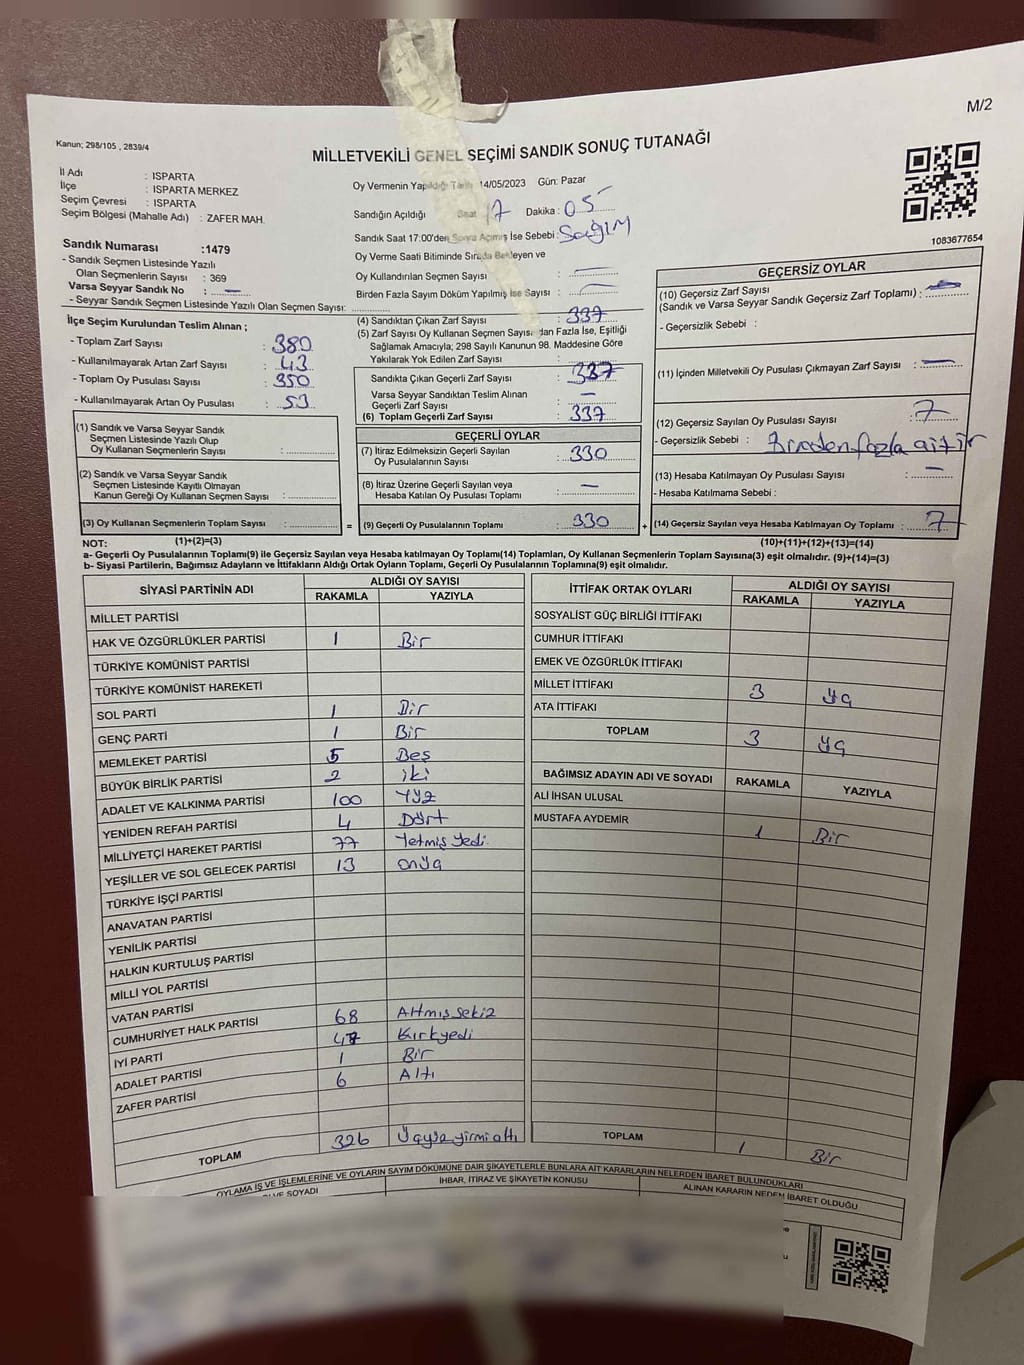 M/2
Kanun; 298/105 , 2839/4
MİLLETVEKİLİ GENEL SEÇİMİ SANDIK SONUÇ TUTANAĞI
İl Adı : ISPARTA
İlçe : ISPARTA MERKEZ
Seçim Çevresi : ISPARTA
Seçim Bölgesi (Mahalle Adı) : ZAFER MAH.
Oy Vermenin Yapıldığı Tarih 14/05/2023 Gün: Pazar
Sandığın Açıldığı Saat 17 Dakika : 05
Sandık Saat 17:00'den Sonra Açılmış İse Sebebi : Sayım
Oy Verme Saati Bitiminde Sırada Bekleyen ve
Oy Kullandırılan Seçmen Sayısı : —
Birden Fazla Sayım Döküm Yapılmış İse Sayısı : —
1083677654
Sandık Numarası :1479
- Sandık Seçmen Listesinde Yazılı
Olan Seçmenlerin Sayısı : 369
Varsa Seyyar Sandık No : —
- Seyyar Sandık Seçmen Listesinde Yazılı Olan Seçmen Sayısı:
İlçe Seçim Kurulundan Teslim Alınan ;
- Toplam Zarf Sayısı : 380
- Kullanılmayarak Artan Zarf Sayısı : 43
- Toplam Oy Pusulası Sayısı : 350
- Kullanılmayarak Artan Oy Pusulası : 53
(1) Sandık ve Varsa Seyyar Sandık
Seçmen Listesinde Yazılı Olup
Oy Kullanan Seçmenlerin Sayısı :
(2) Sandık ve Varsa Seyyar Sandık
Seçmen Listesinde Kayıtlı Olmayan
Kanun Gereği Oy Kullanan Seçmen Sayısı :
(3) Oy Kullanan Seçmenlerin Toplam Sayısı :
(1)+(2)=(3)
(4) Sandıktan Çıkan Zarf Sayısı : 337
(5) Zarf Sayısı Oy Kullanan Seçmen Sayısından Fazla İse, Eşitliği
Sağlamak Amacıyla; 298 Sayılı Kanunun 98. Maddesine Göre
Yakılarak Yok Edilen Zarf Sayısı :
Sandıkta Çıkan Geçerli Zarf Sayısı : 337
Varsa Seyyar Sandıktan Teslim Alınan
Geçerli Zarf Sayısı : —
(6) Toplam Geçerli Zarf Sayısı : 337
GEÇERLİ OYLAR
(7) İtiraz Edilmeksizin Geçerli Sayılan
Oy Pusulalarının Sayısı : 330
(8) İtiraz Üzerine Geçerli Sayılan veya
Hesaba Katılan Oy Pusulası Toplamı : —
= (9) Geçerli Oy Pusulalarının Toplamı : 330
GEÇERSİZ OYLAR
(10) Geçersiz Zarf Sayısı
(Sandık ve Varsa Seyyar Sandık Geçersiz Zarf Toplamı) : —
- Geçersizlik Sebebi :
(11) İçinden Milletvekili Oy Pusulası Çıkmayan Zarf Sayısı : —
(12) Geçersiz Sayılan Oy Pusulası Sayısı : 7
- Geçersizlik Sebebi : Birden fazla
(13) Hesaba Katılmayan Oy Pusulası Sayısı : —
- Hesaba Katılmama Sebebi :
+ (14) Geçersiz Sayılan veya Hesaba Katılmayan Oy Toplamı : 7
(10)+(11)+(12)+(13)=(14)
NOT:
a- Geçerli Oy Pusulalarının Toplamı(9) ile Geçersiz Sayılan veya Hesaba katılmayan Oy Toplamı(14) Toplamları, Oy Kullanan Seçmenlerin Toplam Sayısına(3) eşit olmalıdır. (9)+(14)=(3)
b- Siyasi Partilerin, Bağımsız Adayların ve İttifakların Aldığı Ortak Oyların Toplamı, Geçerli Oy Pusulalarının Toplamına(9) eşit olmalıdır.
SİYASİ PARTİNİN ADI ALDIĞI OY SAYISI
RAKAMLA YAZIYLA
MİLLET PARTİSİ
HAK VE ÖZGÜRLÜKLER PARTİSİ 1 Bir
TÜRKİYE KOMÜNİST PARTİSİ
TÜRKİYE KOMÜNİST HAREKETİ
SOL PARTİ 1 Bir
GENÇ PARTİ 1 Bir
MEMLEKET PARTİSİ 5 Beş
BÜYÜK BİRLİK PARTİSİ 2 iki
ADALET VE KALKINMA PARTİSİ 100 Yüz
YENİDEN REFAH PARTİSİ 4 Dört
MİLLİYETÇİ HAREKET PARTİSİ 77 Yetmiş Yedi
YEŞİLLER VE SOL GELECEK PARTİSİ 13 onüç
TÜRKİYE İŞÇİ PARTİSİ
ANAVATAN PARTİSİ
YENİLİK PARTİSİ
HALKIN KURTULUŞ PARTİSİ
MİLLİ YOL PARTİSİ
VATAN PARTİSİ
CUMHURİYET HALK PARTİSİ 68 Altmış sekiz
İYİ PARTİ 47 Kırkyedi
ADALET PARTİSİ 1 Bir
ZAFER PARTİSİ 6 Altı
TOPLAM 326 Üçyüz yirmi altı
İTTİFAK ORTAK OYLARI ALDIĞI OY SAYISI
RAKAMLA YAZIYLA
SOSYALİST GÜÇ BİRLİĞİ İTTİFAKI
CUMHUR İTTİFAKI
EMEK VE ÖZGÜRLÜK İTTİFAKI
MİLLET İTTİFAKI 3 üç
ATA İTTİFAKI
TOPLAM 3 üç
BAĞIMSIZ ADAYIN ADI VE SOYADI RAKAMLA YAZIYLA
ALİ İHSAN ULUSAL
MUSTAFA AYDEMİR 1 Bir
TOPLAM 1 Bir
OYLAMA İŞ VE İŞLEMLERİNE VE OYLARIN SAYIM DÖKÜMÜNE DAİR ŞİKAYETLERLE BUNLARA AİT KARARLARIN NELERDEN İBARET BULUNDUKLARI
VE SOYADI İHBAR, İTİRAZ VE ŞİKAYETİN KONUSU ALINAN KARARIN NEDEN İBARET OLDUĞU